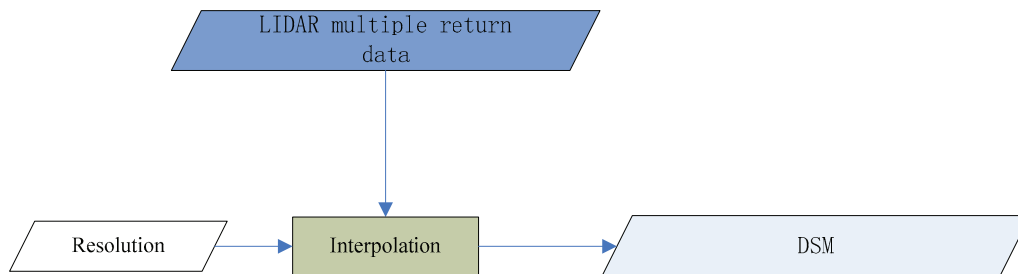 LIDAR multiple return
data
Resolution
Interpolation
DSM